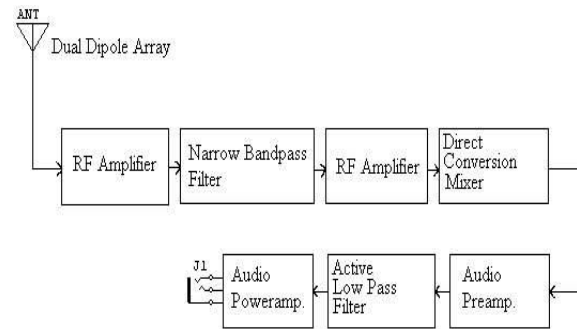 ANT
Dual Dipole Array
RF Amplifier
Narrow Bandpass
Filter
RF Amplifier
Direct
Conversion
Mixer
J1
Audio
Poweramp.
Active
Low Pass
Filter
Audio
Preamp.